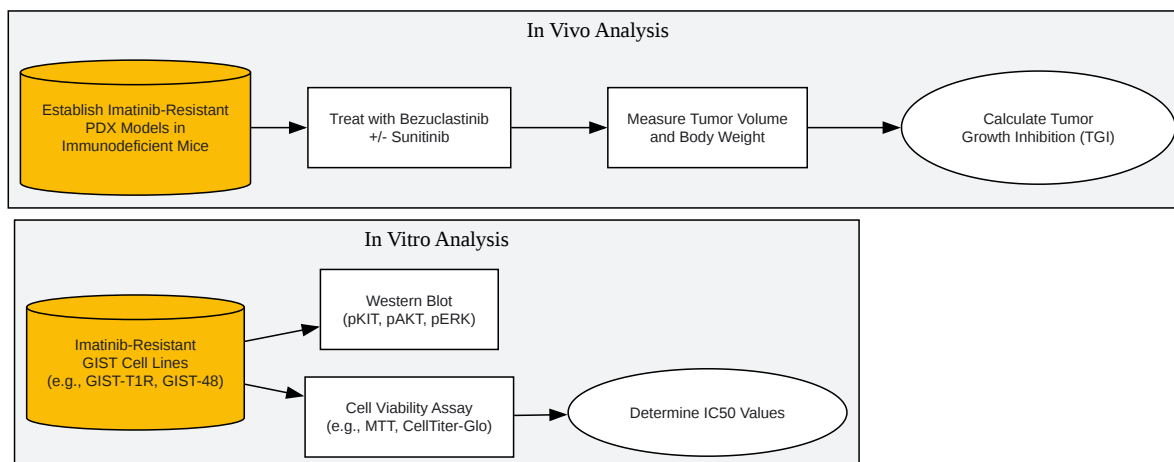 In Vivo Analysis
Establish Imatinib-Resistant
PDX Models in
Immunodeficient Mice
Treat with Bezuclastinib
+/- Sunitinib
Measure Tumor Volume
and Body Weight
Calculate Tumor
Growth Inhibition (TGI)
In Vitro Analysis
Imatinib-Resistant
GIST Cell Lines
(e.g., GIST-T1R, GIST-48)
Western Blot
(pKIT, pAKT, pERK)
Cell Viability Assay
(e.g., MTT, CellTiter-Glo)
Determine IC50 Values